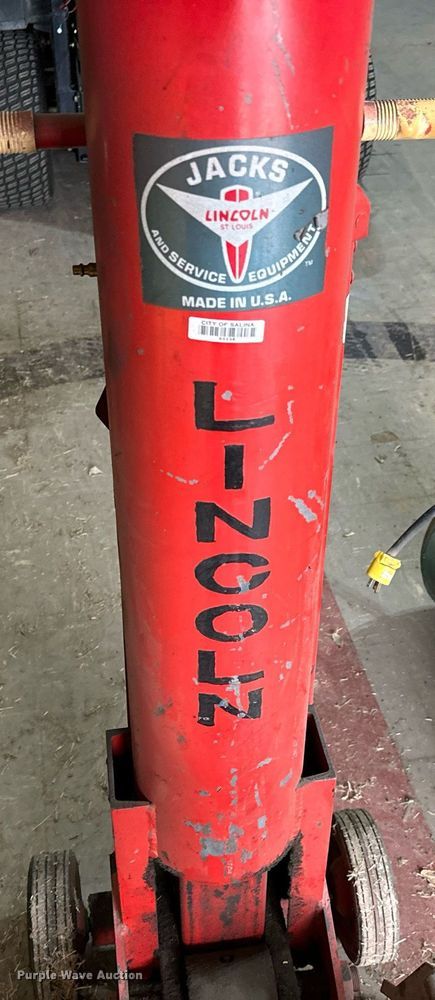 JACKS
LINCOLN
ST LOUIS
AND SERVICE EQUIPMENT
TM
MADE IN U.S.A.
CITY OF SALINA
LINCOLN
Purple Wave Auction